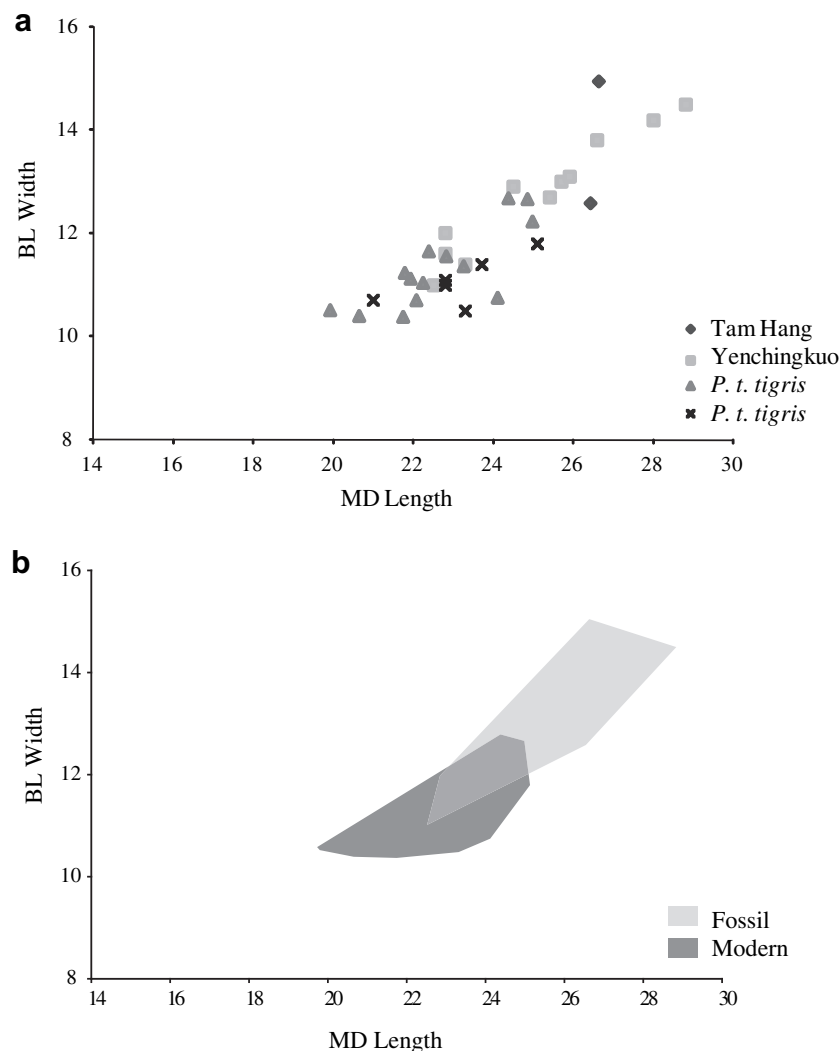 a
16
14
12
10
8
BL Width
14 16 18 20 22 24 26 28 30
MD Length
Tam Hang
Yenchingkuo
P. t. tigris
P. t. tigris
b
16
14
12
10
8
BL Width
14 16 18 20 22 24 26 28 30
MD Length
Fossil
Modern